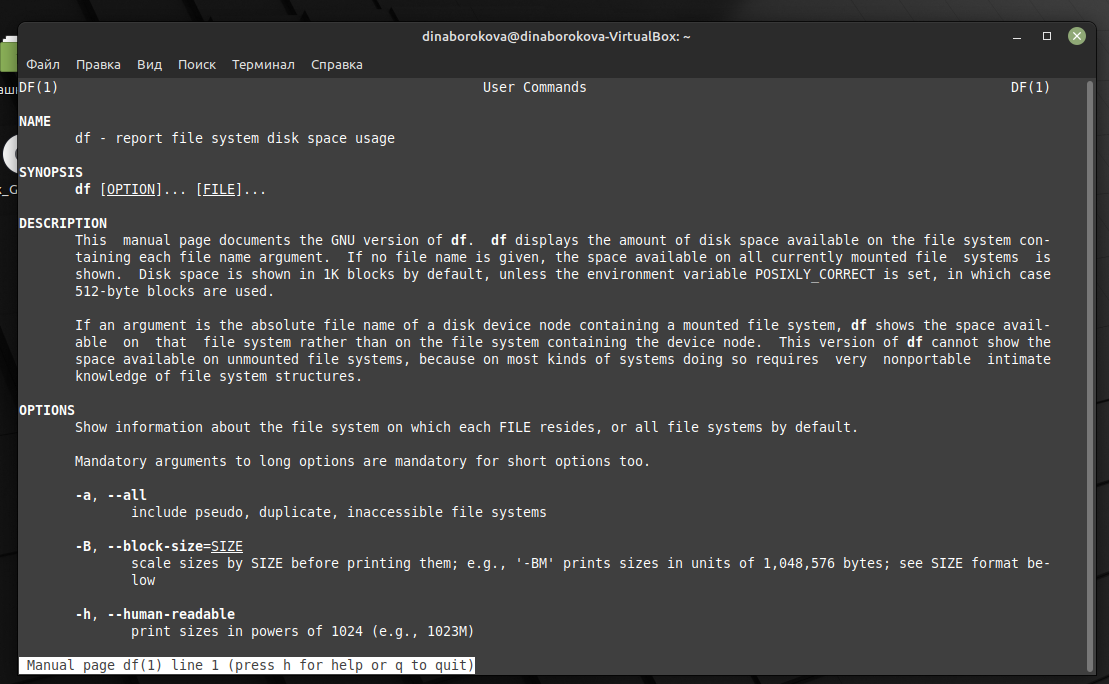 dinaborokova@dinaborokova-VirtualBox: ~
Файл Правка Вид Поиск Терминал Справка
DF(1) User Commands DF(1)
NAME
df - report file system disk space usage
SYNOPSIS
df [OPTION]... [FILE]...
DESCRIPTION
This manual page documents the GNU version of df. df displays the amount of disk space available on the file system con-
taining each file name argument. If no file name is given, the space available on all currently mounted file systems is
shown. Disk space is shown in 1K blocks by default, unless the environment variable POSIXLY_CORRECT is set, in which case
512-byte blocks are used.
If an argument is the absolute file name of a disk device node containing a mounted file system, df shows the space avail-
able on that file system rather than on the file system containing the device node. This version of df cannot show the
space available on unmounted file systems, because on most kinds of systems doing so requires very nonportable intimate
knowledge of file system structures.
OPTIONS
Show information about the file system on which each FILE resides, or all file systems by default.
Mandatory arguments to long options are mandatory for short options too.
-a, --all
include pseudo, duplicate, inaccessible file systems
-B, --block-size=SIZE
scale sizes by SIZE before printing them; e.g., '-BM' prints sizes in units of 1,048,576 bytes; see SIZE format be-
low
-h, --human-readable
print sizes in powers of 1024 (e.g., 1023M)
Manual page df(1) line 1 (press h for help or q to quit)